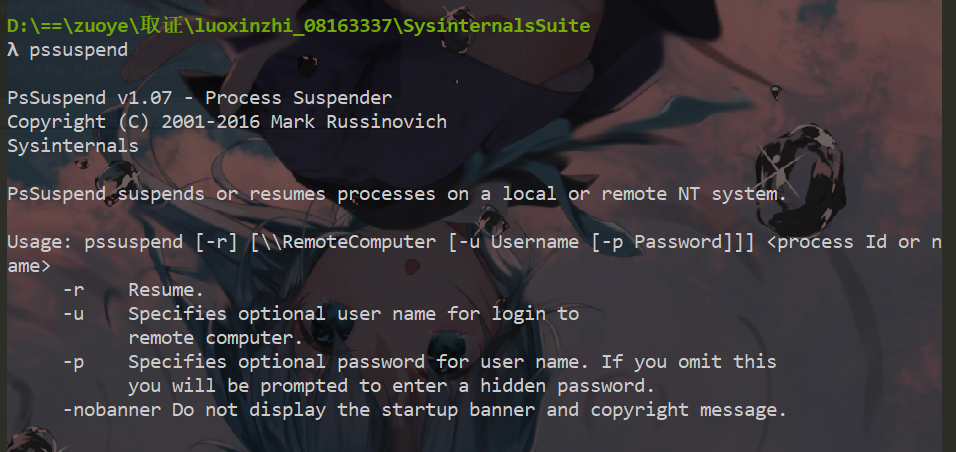 D:\==\zuoye\取证\luoxinzhi_08163337\SysinternalsSuite
λ pssuspend
PsSuspend v1.07 - Process Suspender
Copyright (C) 2001-2016 Mark Russinovich
Sysinternals
PsSuspend suspends or resumes processes on a local or remote NT system.
Usage: pssuspend [-r] [\\RemoteComputer [-u Username [-p Password]]] <process Id or n
ame>
-r Resume.
-u Specifies optional user name for login to
remote computer.
-p Specifies optional password for user name. If you omit this
you will be prompted to enter a hidden password.
-nobanner Do not display the startup banner and copyright message.